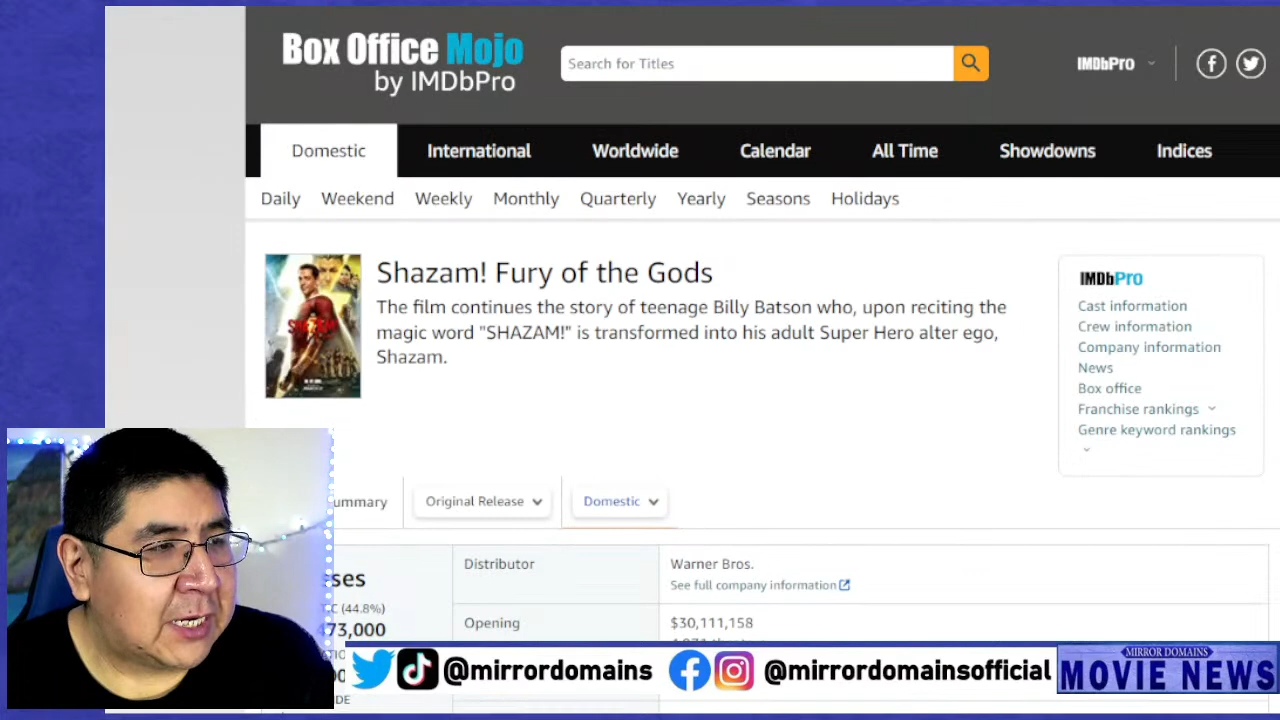 Box Office Mojo
by IMDbPro
Search for Titles
IMDbPro
Domestic International Worldwide Calendar All Time Showdowns Indices
Daily Weekend Weekly Monthly Quarterly Yearly Seasons Holidays
Shazam! Fury of the Gods
The film continues the story of teenage Billy Batson who, upon reciting the
magic word "SHAZAM!" is transformed into his adult Super Hero alter ego,
Shazam.
IMDbPro
Cast information
Crew information
Company information
News
Box office
Franchise rankings
Genre keyword rankings
ummary Original Release Domestic
Distributor Warner Bros.
See full company information
ses
IC (44.8%)
473,000
Opening $30,111,158
@mirrordomains @mirrordomainsofficial
MIRROR DOMAINS
MOVIE NEWS
DE